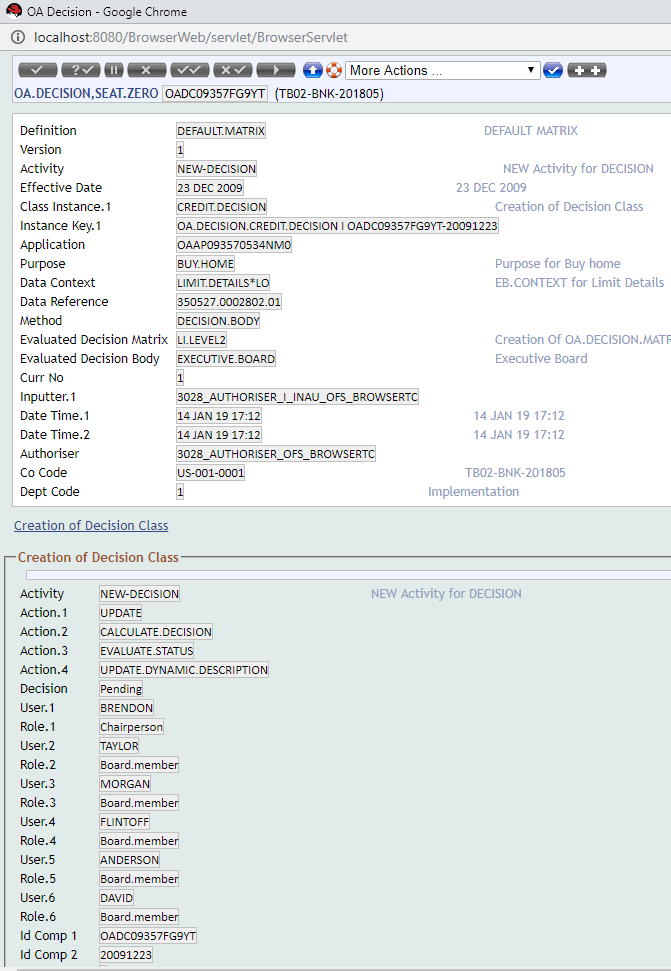 OA Decision - Google Chrome
localhost:8080/BrowserWeb/servlet/BrowserServlet
More Actions ...
OA.DECISION,SEAT.ZERO OADC09357FG9YT (TB02-BNK-201805)
Definition DEFAULT.MATRIX DEFAULT MATRIX
Version 1
Activity NEW-DECISION NEW Activity for DECISION
Effective Date 23 DEC 2009 23 DEC 2009
Class Instance.1 CREDIT.DECISION Creation of Decision Class
Instance Key.1 OA.DECISION.CREDIT.DECISION I OADC09357FG9YT-20091223
Application OAAP093570534NM0
Purpose BUY.HOME Purpose for Buy home
Data Context LIMIT.DETAILS*LO EB.CONTEXT for Limit Details
Data Reference 350527.0002802.01
Method DECISION.BODY
Evaluated Decision Matrix LI.LEVEL2 Creation Of OA.DECISION.MATR
Evaluated Decision Body EXECUTIVE.BOARD Executive Board
Curr No 1
Inputter.1 3028_AUTHORISER_I_INAU_OFS_BROWSERTC
Date Time.1 14 JAN 19 17:12 14 JAN 19 17:12
Date Time.2 14 JAN 19 17:12 14 JAN 19 17:12
Authoriser 3028_AUTHORISER_OFS_BROWSERTC
Co Code US-001-0001 TB02-BNK-201805
Dept Code 1 Implementation
Creation of Decision Class
Creation of Decision Class
Activity NEW-DECISION NEW Activity for DECISION
Action.1 UPDATE
Action.2 CALCULATE.DECISION
Action.3 EVALUATE.STATUS
Action.4 UPDATE.DYNAMIC.DESCRIPTION
Decision Pending
User.1 BRENDON
Role.1 Chairperson
User.2 TAYLOR
Role.2 Board.member
User.3 MORGAN
Role.3 Board.member
User.4 FLINTOFF
Role.4 Board.member
User.5 ANDERSON
Role.5 Board.member
User.6 DAVID
Role.6 Board.member
Id Comp 1 OADC09357FG9YT
Id Comp 2 20091223